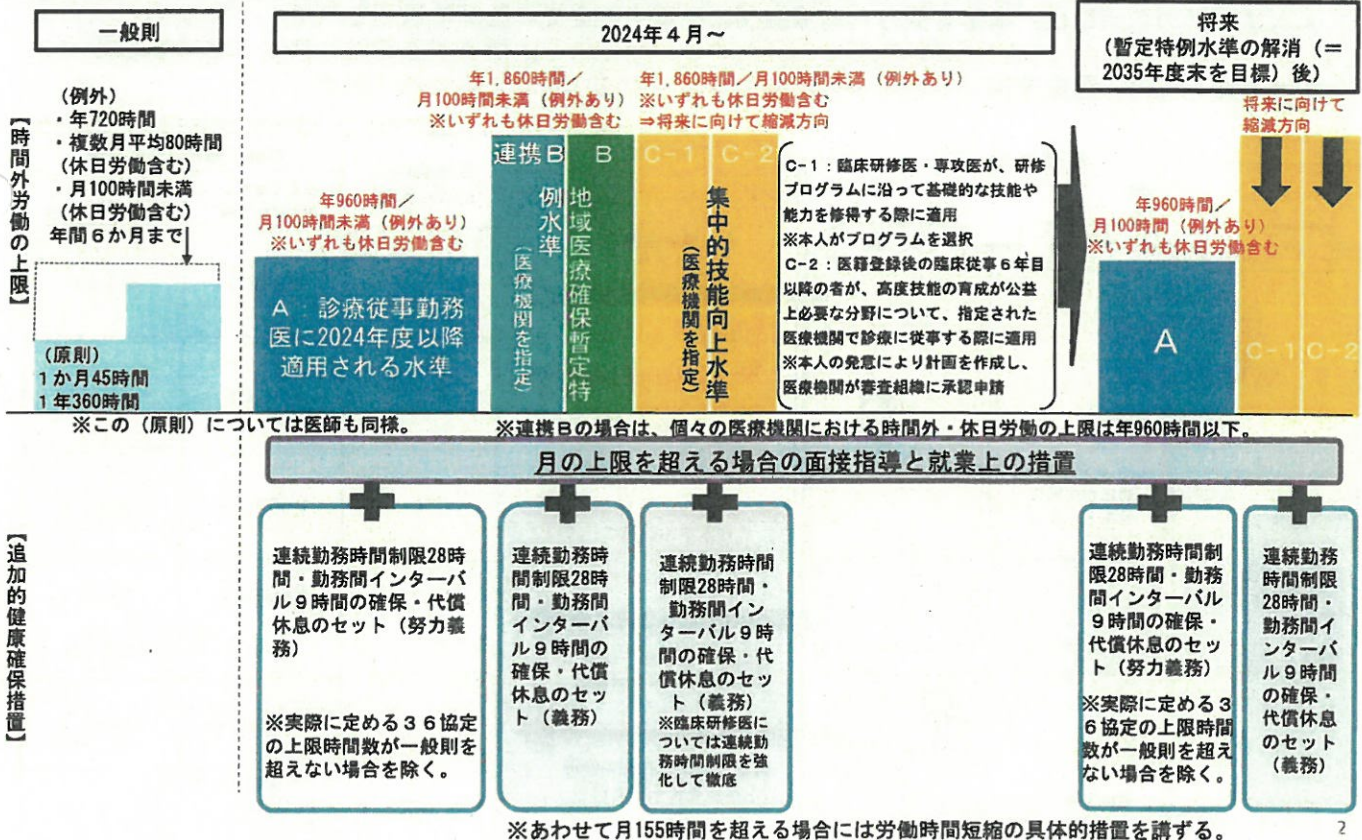 一般則
2024年４月～
将来
(暫定特例水準の解消（＝
2035年度末を目標）後）
【時間外労働の上限】
(例外)
・年720時間
・複数月平均80時間
(休日労働含む)
・月100時間未満
(休日労働含む)
年間６か月まで
(原則)
１か月45時間
１年360時間
※この（原則）については医師も同様。
年960時間／
月100時間未満（例外あり）
※いずれも休日労働含む
A：診療従事勤務
医に2024年度以降
適用される水準
年1,860時間／
月100時間未満（例外あり）
※いずれも休日労働含む
連携B
B
地域医療確保暫定特
例水準
(医療機関を指定)
年1,860時間／月100時間未満（例外あり）
※いずれも休日労働含む
⇒将来に向けて縮減方向
C-1
C-2
集中的技能向上水準
(医療機関を指定)
C-1：臨床研修医・専攻医が、研修
プログラムに沿って基礎的な技能や
能力を修得する際に適用
※本人がプログラムを選択
C-2：医籍登録後の臨床従事６年目
以降の者が、高度技能の育成が公益
上必要な分野について、指定された
医療機関で診療に従事する際に適用
※本人の発意により計画を作成し、
医療機関が審査組織に承認申請
年960時間／
月100時間（例外あり）
※いずれも休日労働含む
A
将来に向けて
縮減方向
C-1
C-2
※連携Bの場合は、個々の医療機関における時間外・休日労働の上限は年960時間以下。
月の上限を超える場合の面接指導と就業上の措置
【追加的健康確保措置】
連続勤務時間制限28時
間・勤務間インターバ
ル９時間の確保・代償
休息のセット（努力義
務）
※実際に定める３６協定
の上限時間数が一般則を
超えない場合を除く。
連続勤務時
間制限28時
間・勤務間
インターバ
ル９時間の
確保・代償
休息のセッ
ト（義務）
連続勤務時間
制限28時間・
勤務間イン
ターバル９時
間の確保・代
償休息のセッ
ト（義務）
※臨床研修医に
ついては連続勤
務時間制限を強
化して徹底
連続勤務時間制
限28時間・勤務
間インターバル
９時間の確保・
代償休息のセッ
ト（努力義務）
※実際に定める３
６協定の上限時間
数が一般則を超え
ない場合を除く。
連続勤務
時間制限
28時間・
勤務間イ
ンターバ
ル９時間
の確保・
代償休息
のセット
（義務）
※あわせて月155時間を超える場合には労働時間短縮の具体的措置を講ずる。
2